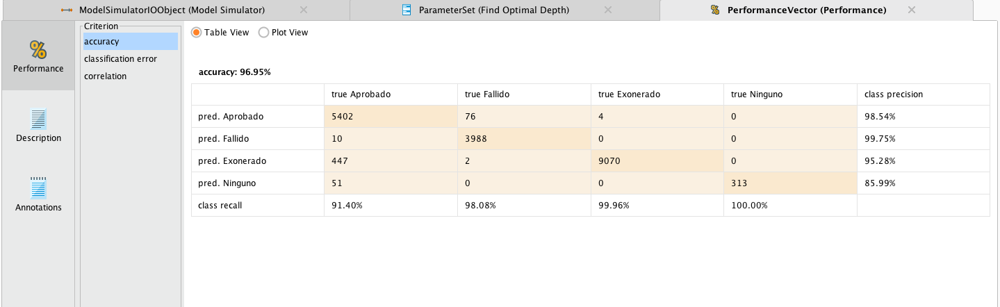 ModelSimulatorIOObject (Model Simulator) ParameterSet (Find Optimal Depth) PerformanceVector (Performance)
% Performance
Description
Annotations
Criterion
accuracy
classification error
correlation
Table View Plot View
accuracy: 96.95%
true Aprobado true Fallido true Exonerado true Ninguno class precision
pred. Aprobado 5402 76 4 0 98.54%
pred. Fallido 10 3988 0 0 99.75%
pred. Exonerado 447 2 9070 0 95.28%
pred. Ninguno 51 0 0 313 85.99%
class recall 91.40% 98.08% 99.96% 100.00%